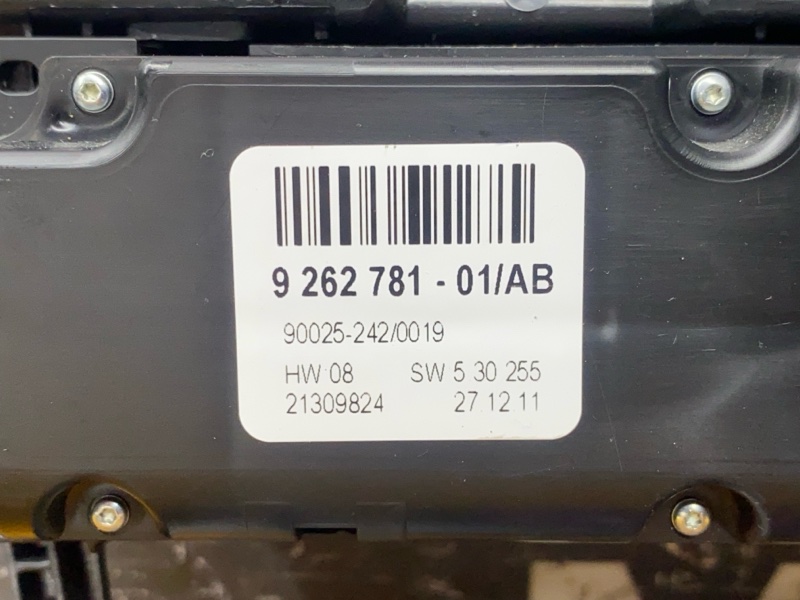 9 262 781 - 01/AB
90025-242/0019
HW 08 SW 5 30 255
21309824 27 12 11